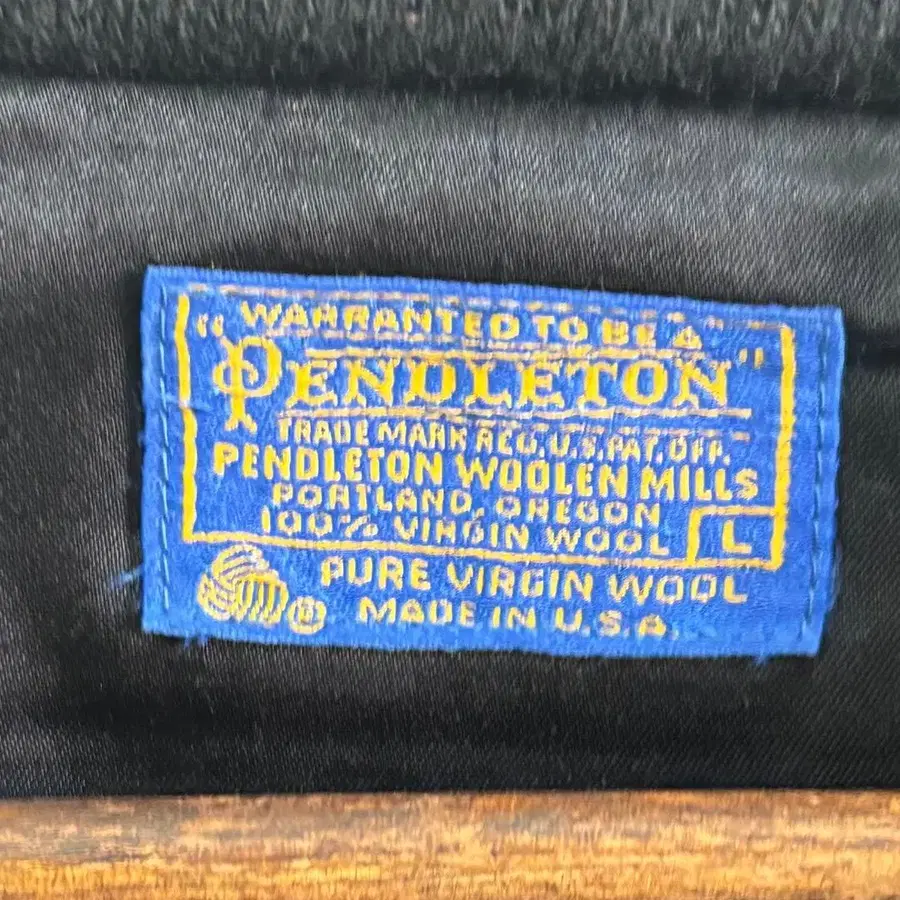 "WARRANTED TO BE A
PENDLETON"
TRADE MARK REG. U.S. PAT. OFF.
PENDLETON WOOLEN MILLS
PORTLAND, OREGON
100% VIRGIN WOOL L
PURE VIRGIN WOOL
® MADE IN U.S.A.